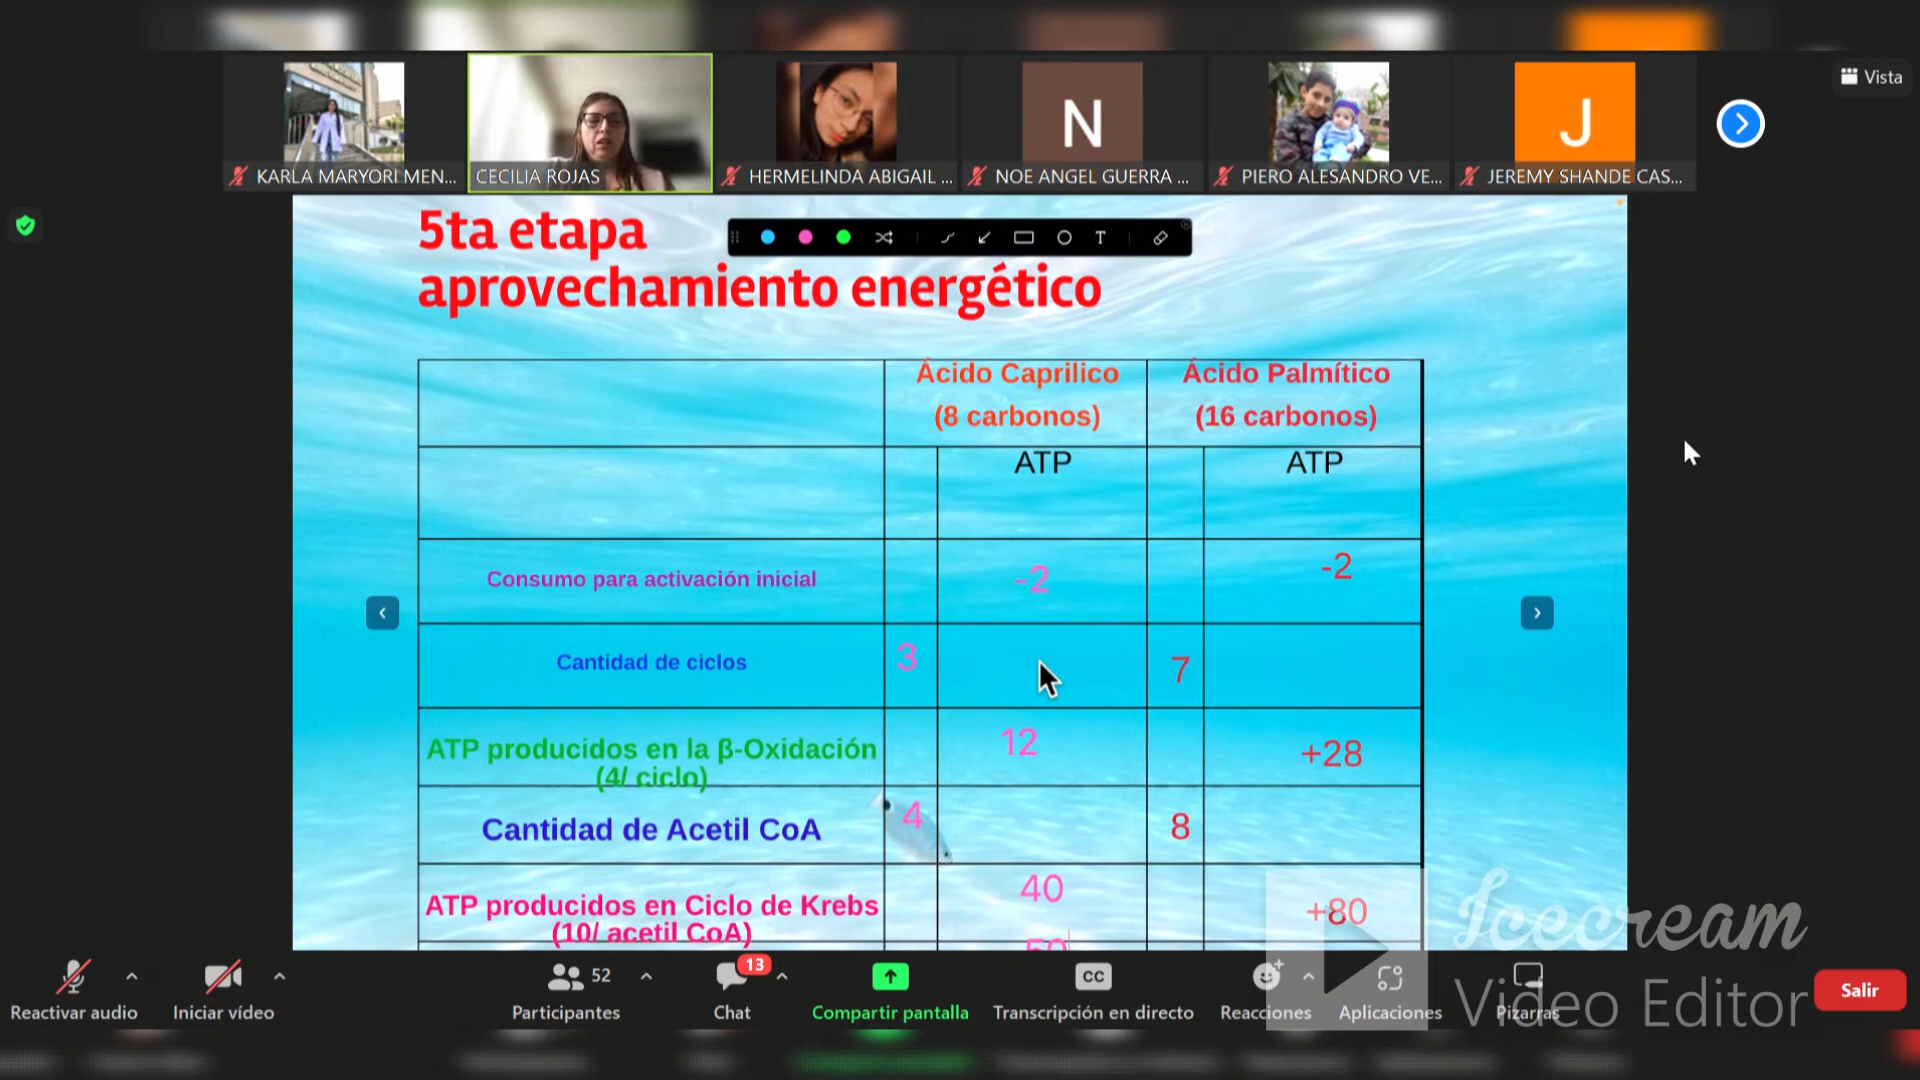 Vista
KARLA MARYORI MEN...
CECILIA ROJAS
HERMELINDA ABIGAIL ...
N
NOE ANGEL GUERRA ...
PIERO ALESANDRO VE...
J
JEREMY SHANDE CAS...
5ta etapa
T
aprovechamiento energético
Ácido Caprilico
(8 carbonos)
Ácido Palmítico
(16 carbonos)
ATP
ATP
Consumo para activación inicial
-2
-2
Cantidad de ciclos
3
7
ATP producidos en la β-Oxidación
(4/ ciclo)
12
+28
Cantidad de Acetil CoA
4
8
ATP producidos en Ciclo de Krebs
(10/ acetil CoA)
40
+80
50
Icecream
Video Editor
Reactivar audio
Iniciar vídeo
52
Participantes
13
Chat
Compartir pantalla
CC
Transcripción en directo
Reacciones
Aplicaciones
Pizarras
Salir